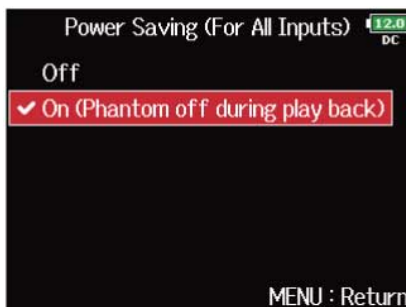 Power Saving (For All Inputs) 12.0
DC
Off
✔ On (Phantom off during play back)
MENU : Return